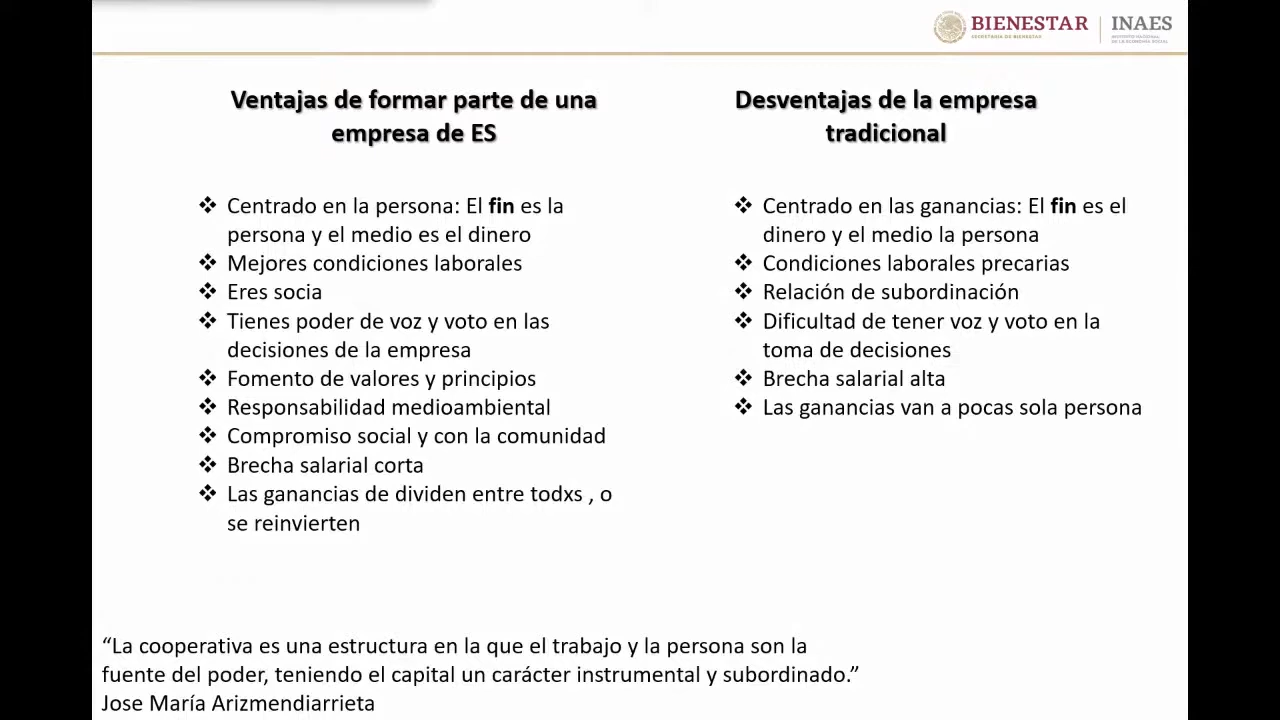 BIENESTAR
SECRETARÍA DE BIENESTAR
INAES
INSTITUTO NACIONAL
DE LA ECONOMÍA SOCIAL
Ventajas de formar parte de una
empresa de ES
❖ Centrado en la persona: El fin es la
persona y el medio es el dinero
❖ Mejores condiciones laborales
❖ Eres socia
❖ Tienes poder de voz y voto en las
decisiones de la empresa
❖ Fomento de valores y principios
❖ Responsabilidad medioambiental
❖ Compromiso social y con la comunidad
❖ Brecha salarial corta
❖ Las ganancias de dividen entre todxs , o
se reinvierten
Desventajas de la empresa
tradicional
❖ Centrado en las ganancias: El fin es el
dinero y el medio la persona
❖ Condiciones laborales precarias
❖ Relación de subordinación
❖ Dificultad de tener voz y voto en la
toma de decisiones
❖ Brecha salarial alta
❖ Las ganancias van a pocas sola persona
“La cooperativa es una estructura en la que el trabajo y la persona son la
fuente del poder, teniendo el capital un carácter instrumental y subordinado.”
Jose María Arizmendiarrieta